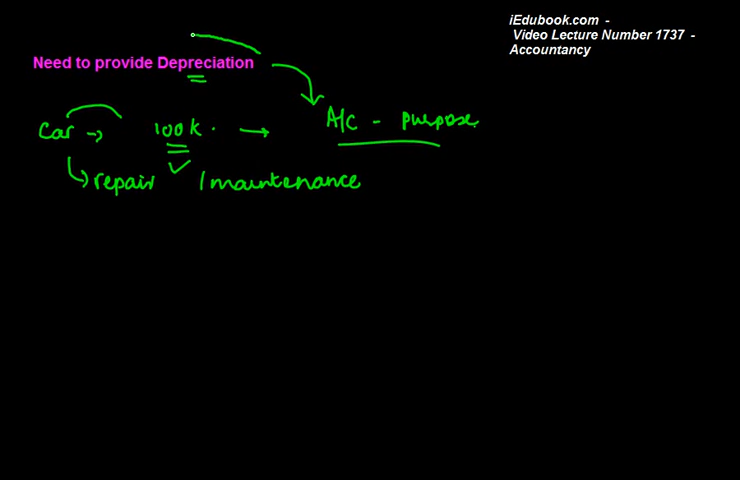 iEdubook.com -
Video Lecture Number 1737 -
Accountancy
Need to provide Depreciation
Car → 100k. → A/C - purpose
repair / maintenance